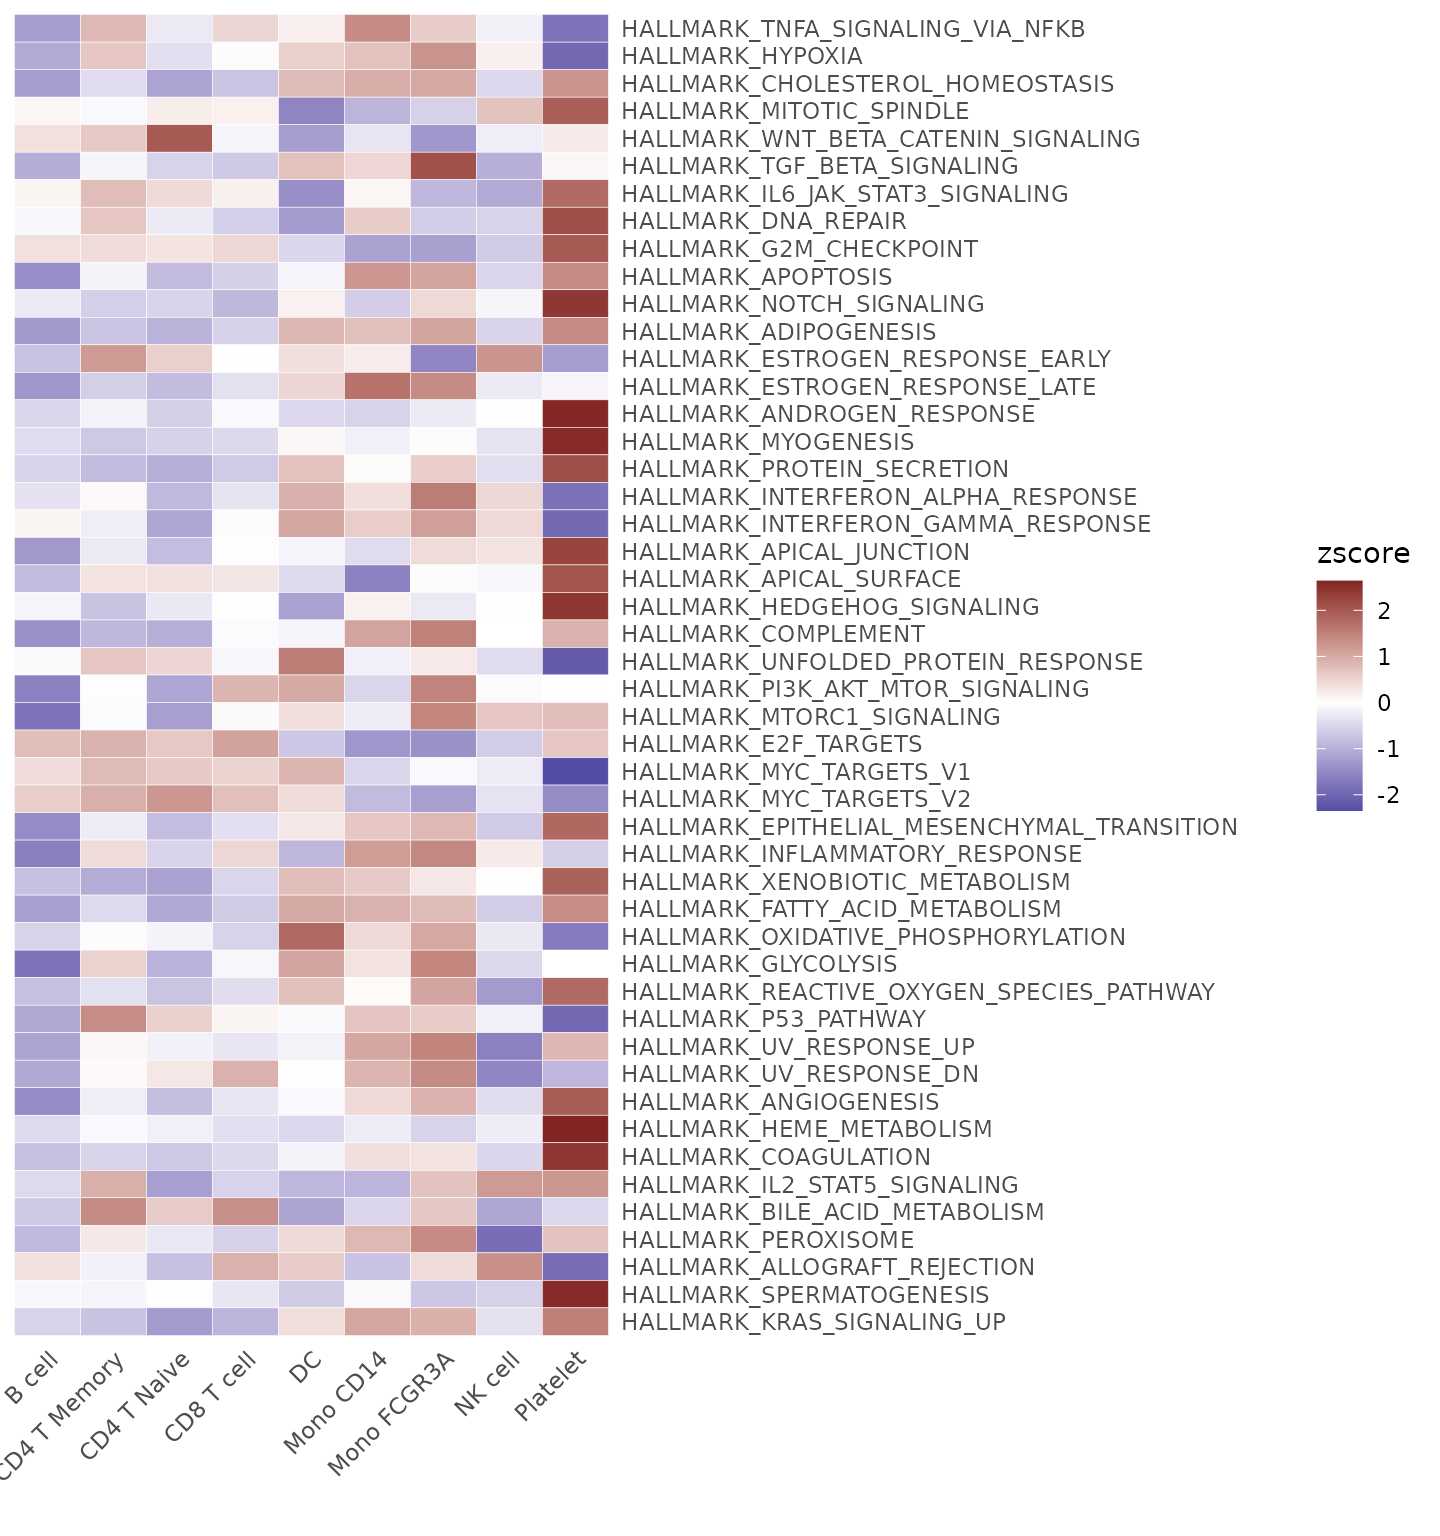 HALLMARK_TNFA_SIGNALING_VIA_NFKB
HALLMARK_HYPOXIA
HALLMARK_CHOLESTEROL_HOMEOSTASIS
HALLMARK_MITOTIC_SPINDLE
HALLMARK_WNT_BETA_CATENIN_SIGNALING
HALLMARK_TGF_BETA_SIGNALING
HALLMARK_IL6_JAK_STAT3_SIGNALING
HALLMARK_DNA_REPAIR
HALLMARK_G2M_CHECKPOINT
HALLMARK_APOPTOSIS
HALLMARK_NOTCH_SIGNALING
HALLMARK_ADIPOGENESIS
HALLMARK_ESTROGEN_RESPONSE_EARLY
HALLMARK_ESTROGEN_RESPONSE_LATE
HALLMARK_ANDROGEN_RESPONSE
HALLMARK_MYOGENESIS
HALLMARK_PROTEIN_SECRETION
HALLMARK_INTERFERON_ALPHA_RESPONSE
HALLMARK_INTERFERON_GAMMA_RESPONSE
HALLMARK_APICAL_JUNCTION
HALLMARK_APICAL_SURFACE
HALLMARK_HEDGEHOG_SIGNALING
HALLMARK_COMPLEMENT
HALLMARK_UNFOLDED_PROTEIN_RESPONSE
HALLMARK_PI3K_AKT_MTOR_SIGNALING
HALLMARK_MTORC1_SIGNALING
HALLMARK_E2F_TARGETS
HALLMARK_MYC_TARGETS_V1
HALLMARK_MYC_TARGETS_V2
HALLMARK_EPITHELIAL_MESENCHYMAL_TRANSITION
HALLMARK_INFLAMMATORY_RESPONSE
HALLMARK_XENOBIOTIC_METABOLISM
HALLMARK_FATTY_ACID_METABOLISM
HALLMARK_OXIDATIVE_PHOSPHORYLATION
HALLMARK_GLYCOLYSIS
HALLMARK_REACTIVE_OXYGEN_SPECIES_PATHWAY
HALLMARK_P53_PATHWAY
HALLMARK_UV_RESPONSE_UP
HALLMARK_UV_RESPONSE_DN
HALLMARK_ANGIOGENESIS
HALLMARK_HEME_METABOLISM
HALLMARK_COAGULATION
HALLMARK_IL2_STAT5_SIGNALING
HALLMARK_BILE_ACID_METABOLISM
HALLMARK_PEROXISOME
HALLMARK_ALLOGRAFT_REJECTION
HALLMARK_SPERMATOGENESIS
HALLMARK_KRAS_SIGNALING_UP
B cell
CD4 T Memory
CD4 T Naive
CD8 T cell
DC
Mono CD14
Mono FCGR3A
NK cell
Platelet
zscore
2
1
0
-1
-2